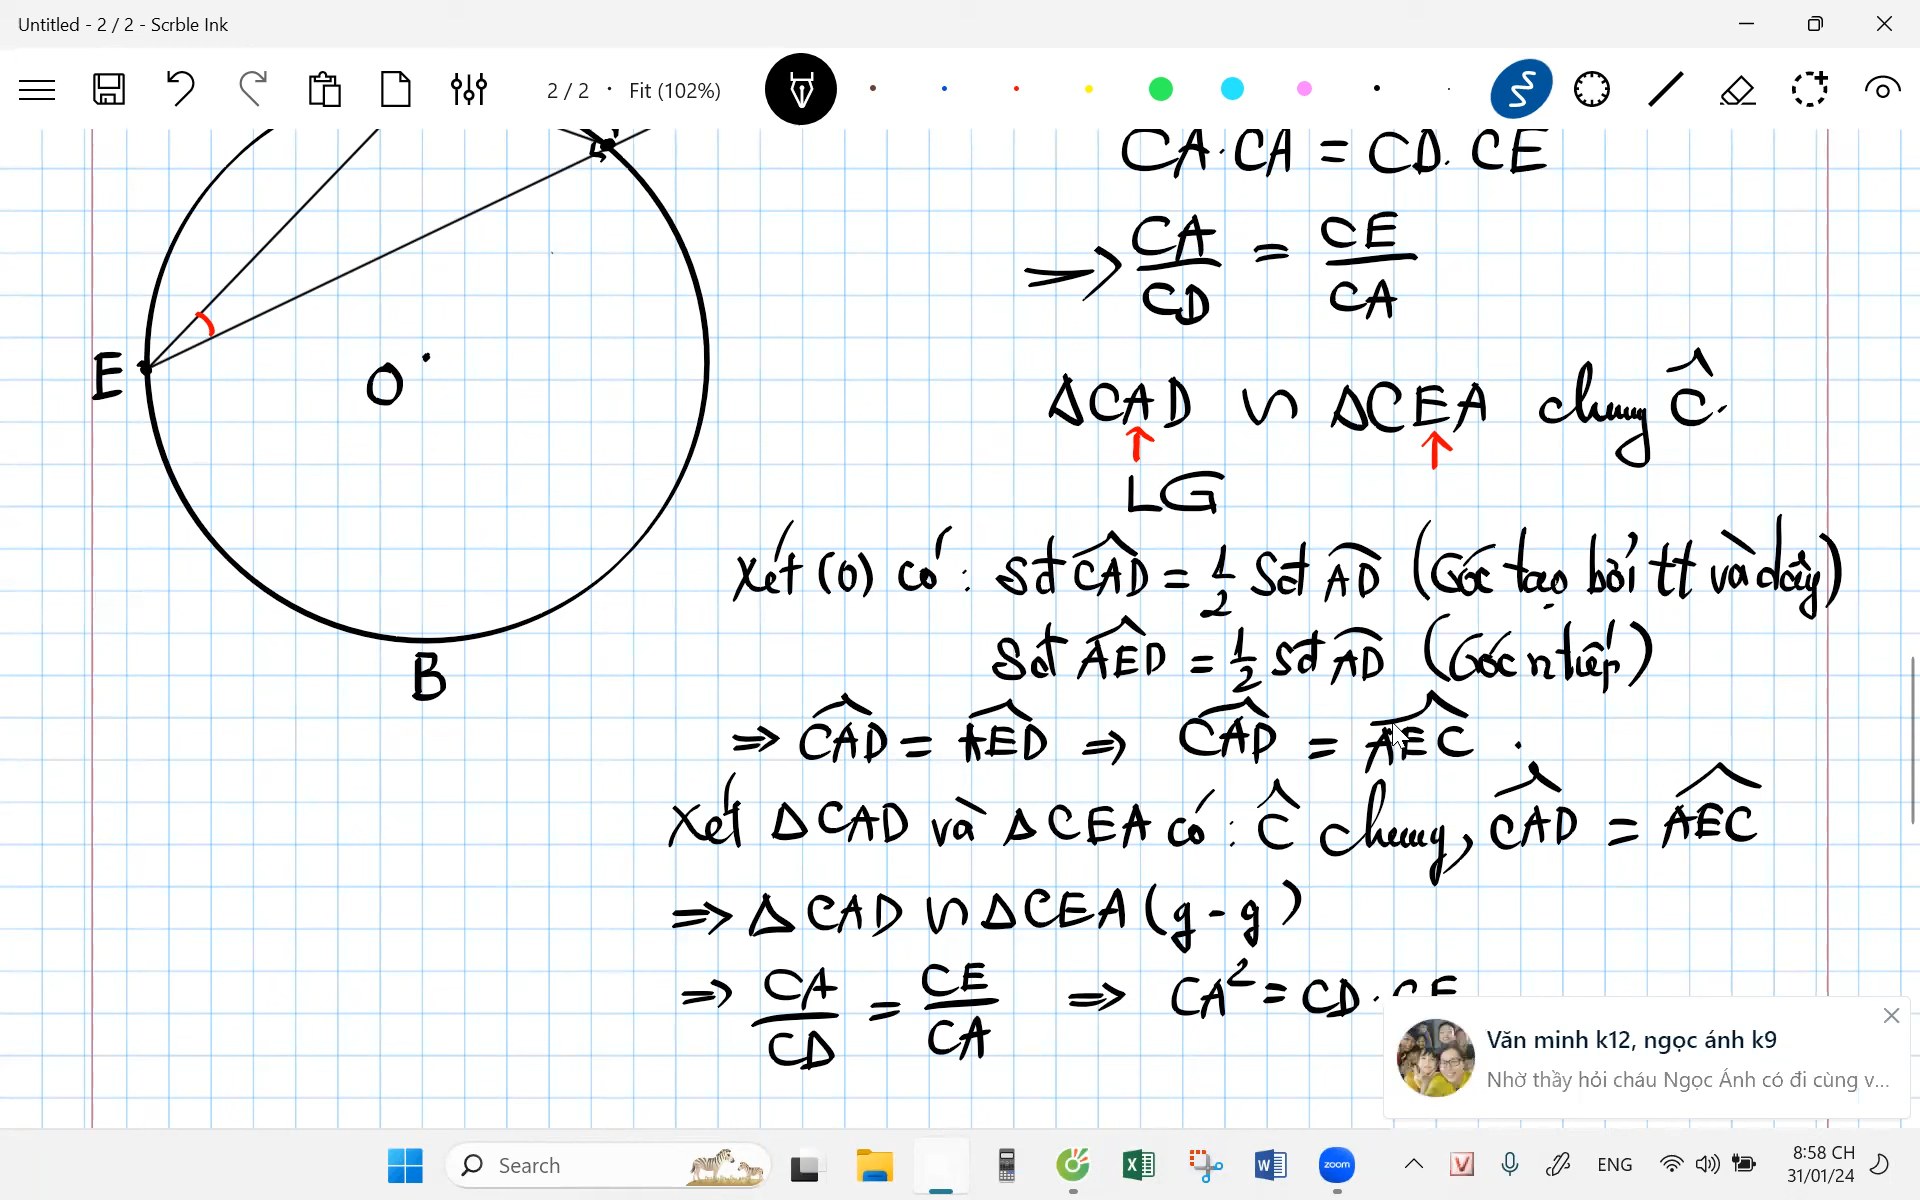 Untitled - 2 / 2 - Scrble Ink
2 / 2 · Fit (102%)
CA·CA = CD·CE
⇒ CA/CD = CE/CA
ΔCAD ∽ ΔCEA chung Ĉ.
LG
Xét (O) có: Sđ CAD = 1/2 Sđ AD (Góc tạo bởi tt và dây)
Sđ AED = 1/2 Sđ AD (Góc n tiếp)
⇒ CAD = AED ⇒ CAD = AEC.
Xét ΔCAD và ΔCEA có: Ĉ chung, CAD = AEC
⇒ ΔCAD ∽ ΔCEA (g-g)
⇒ CA/CD = CE/CA ⇒ CA² = CD·CE
E
O
B
Văn minh k12, ngọc ánh k9
Nhờ thầy hỏi cháu Ngọc Ánh có đi cùng v...
Search
zoom
ENG
8:58 CH
31/01/24